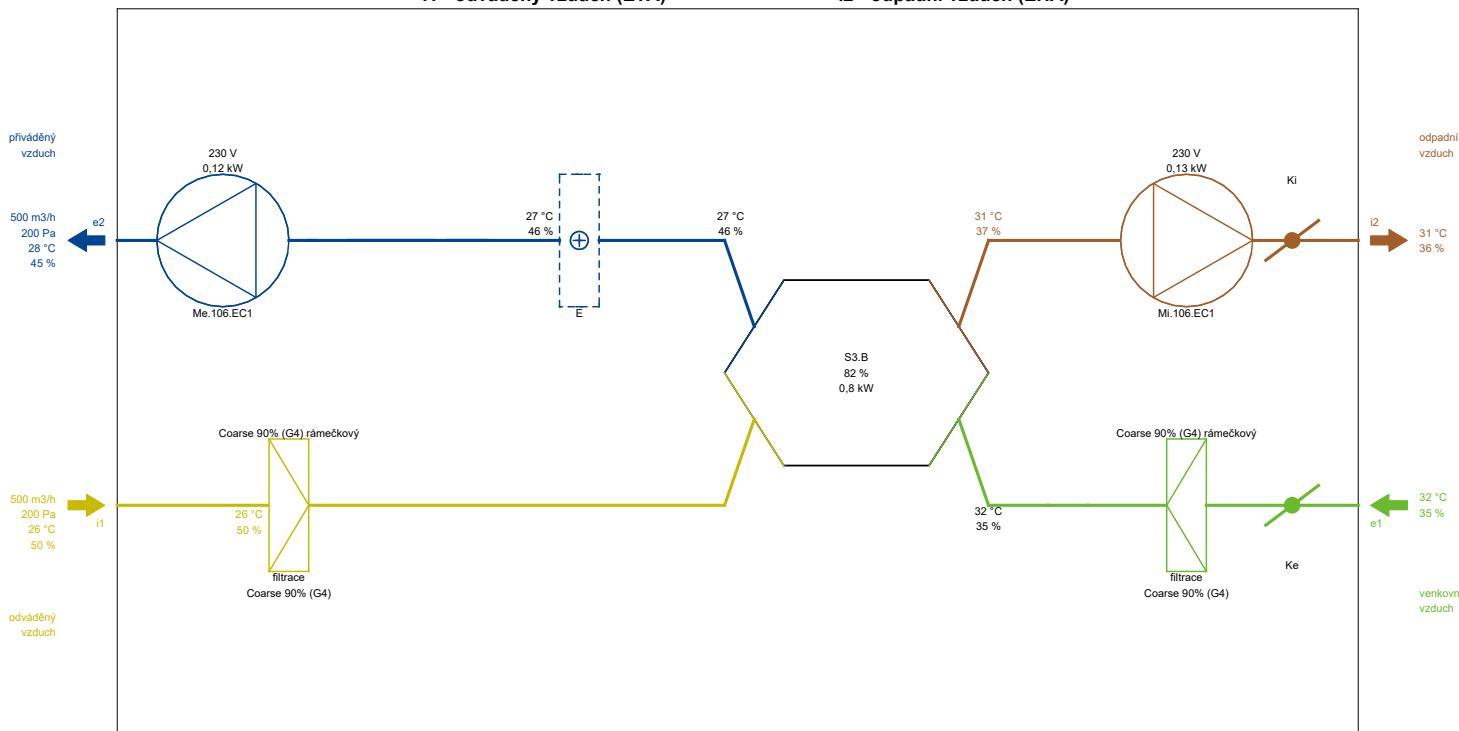 přiváděný
vzduch
500 m3/h
200 Pa
28 °C
45 %
e2
230 V
0,12 kW
Me.106.EC1
27 °C
46 %
E
27 °C
46 %
31 °C
37 %
230 V
0,13 kW
Mi.106.EC1
Ki
odpadní
vzduch
i2
31 °C
36 %
S3.B
82 %
0,8 kW
500 m3/h
200 Pa
26 °C
50 %
i1
odváděný
vzduch
Coarse 90% (G4) rámečkový
26 °C
50 %
filtrace
Coarse 90% (G4)
32 °C
35 %
Coarse 90% (G4) rámečkový
filtrace
Coarse 90% (G4)
Ke
32 °C
35 %
e1
venkovn
vzduch